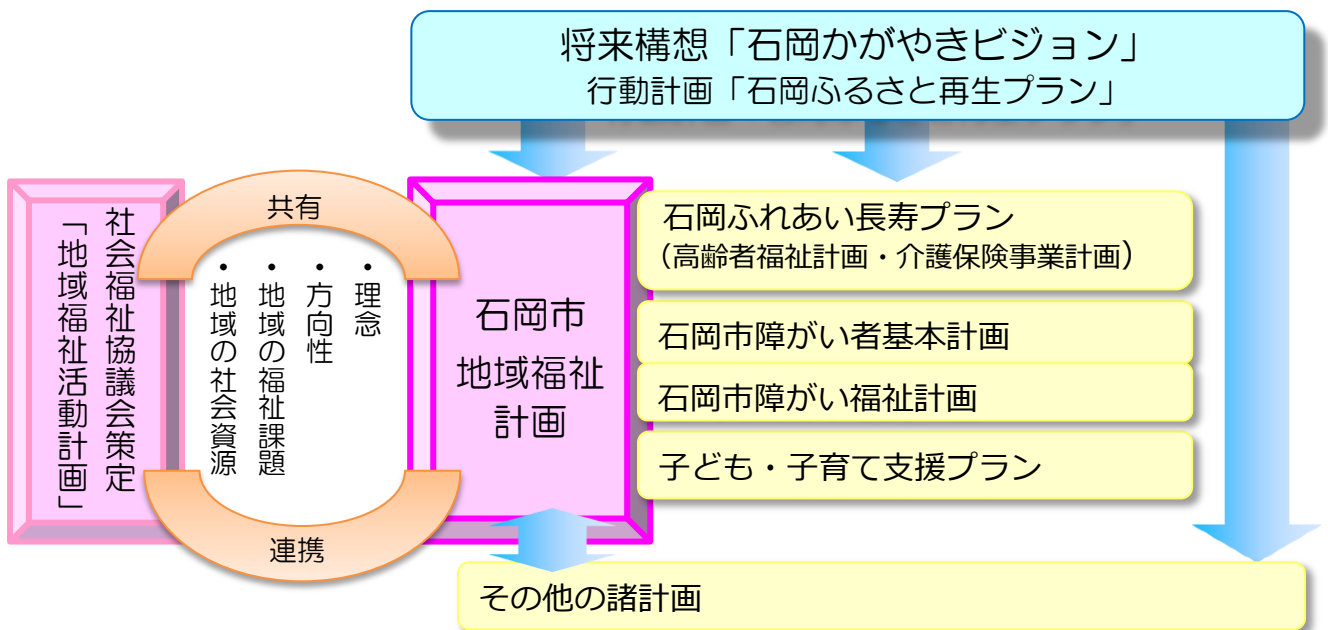 将来構想「石岡かがやきビジョン」
行動計画「石岡ふるさと再生プラン」
社会福祉協議会策定
「地域福祉活動計画」
共有
・理念
・方向性
・地域の福祉課題
・地域の社会資源
連携
石岡市
地域福祉
計画
石岡ふれあい長寿プラン
（高齢者福祉計画・介護保険事業計画）
石岡市障がい者基本計画
石岡市障がい福祉計画
子ども・子育て支援プラン
その他の諸計画